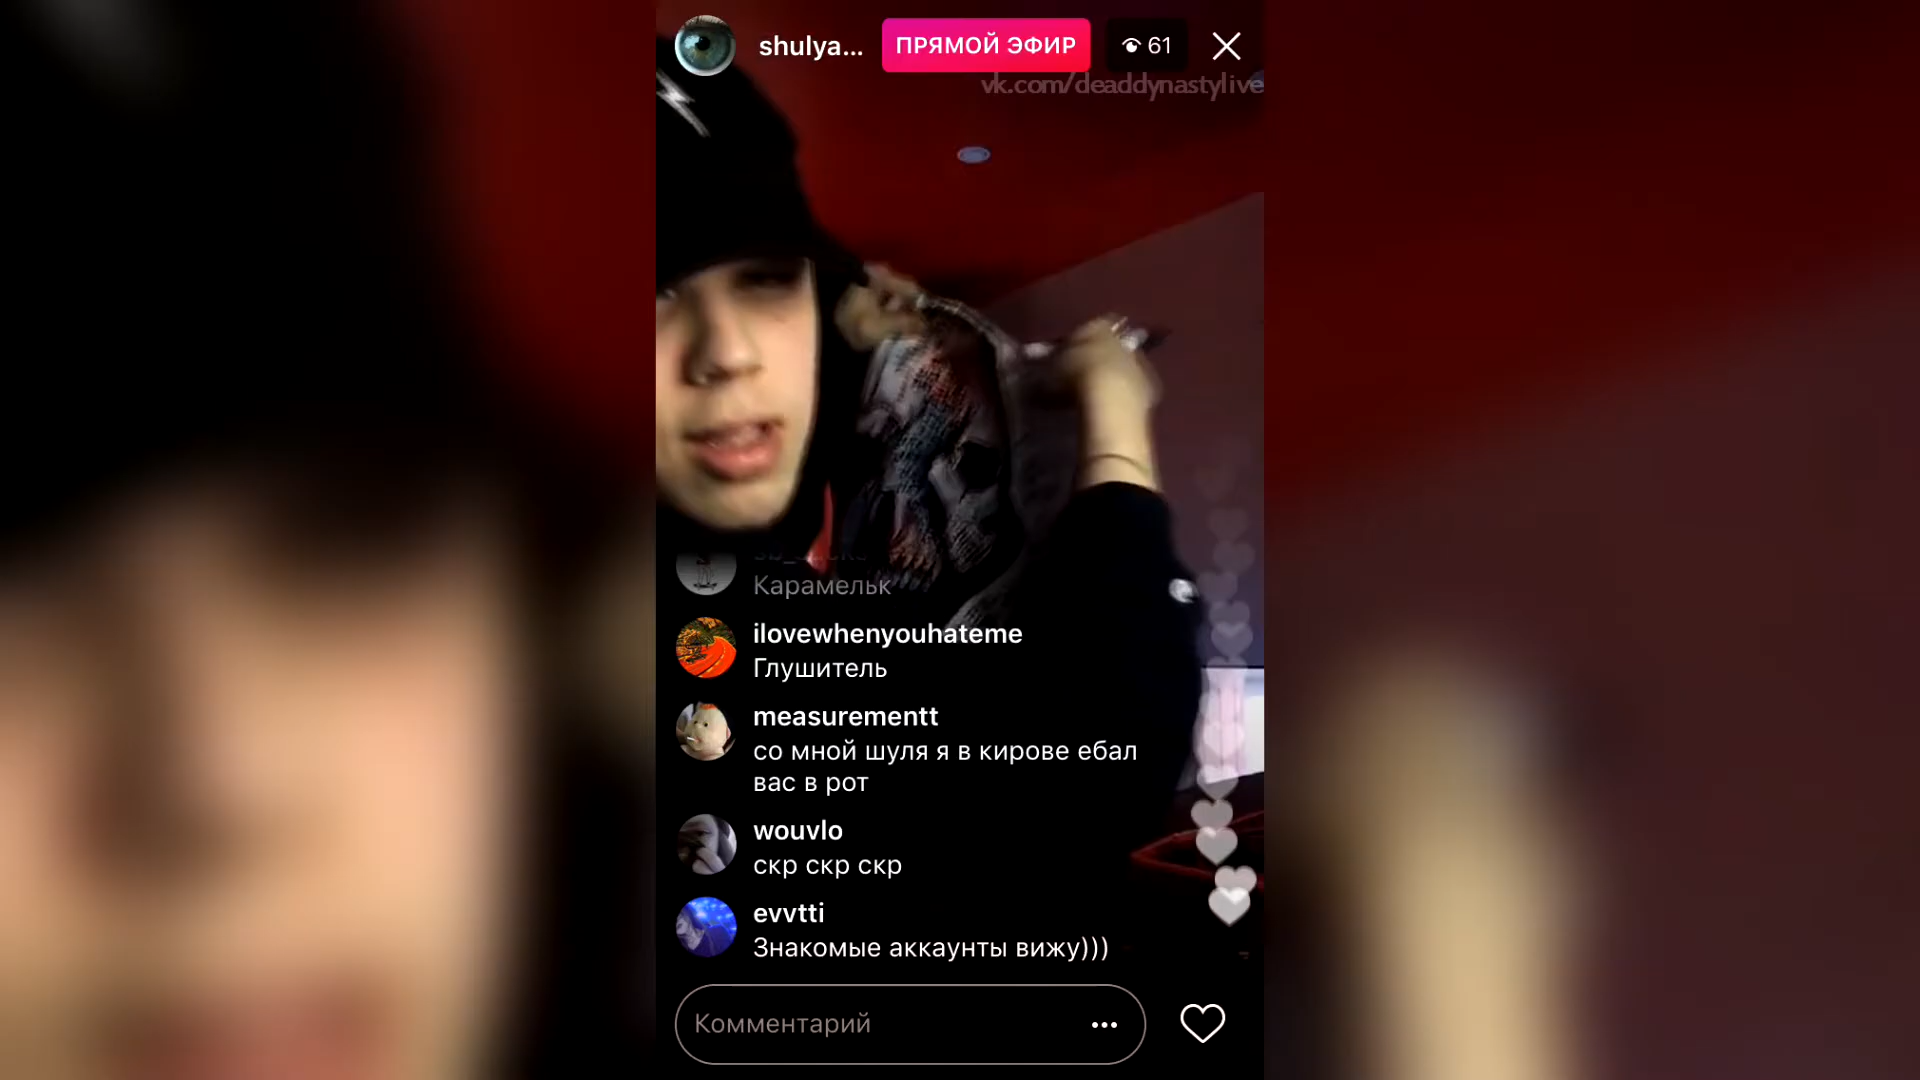 shulya...
ПРЯМОЙ ЭФИР
61
vk.com/deaddynastylive
Карамельк
ilovewhenyouhateme
Глушитель
measurementt
со мной шуля я в кирове ебал
вас в рот
wouvlo
скр скр скр
evvtti
Знакомые аккаунты вижу)))
Комментарий